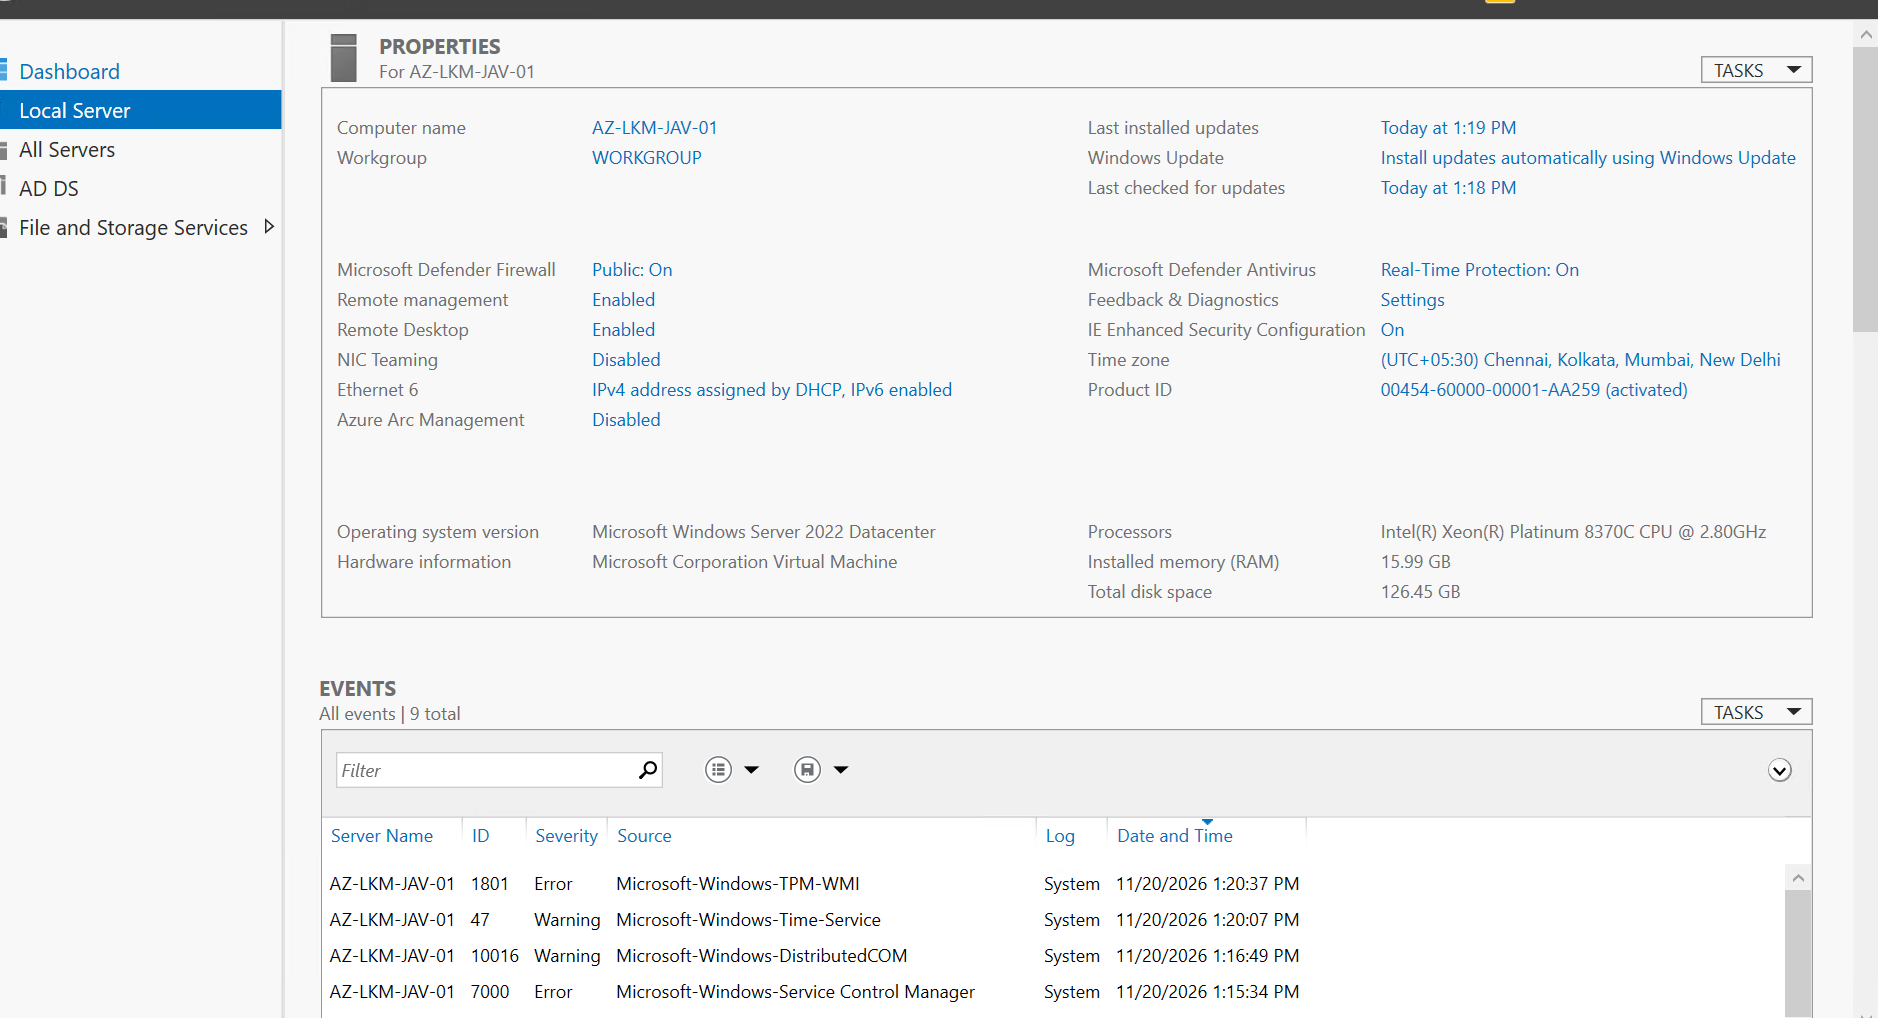 Dashboard
Local Server
All Servers
AD DS
File and Storage Services
PROPERTIES
For AZ-LKM-JAV-01
TASKS
Computer name AZ-LKM-JAV-01
Workgroup WORKGROUP
Last installed updates Today at 1:19 PM
Windows Update Install updates automatically using Windows Update
Last checked for updates Today at 1:18 PM
Microsoft Defender Firewall Public: On
Remote management Enabled
Remote Desktop Enabled
NIC Teaming Disabled
Ethernet 6 IPv4 address assigned by DHCP, IPv6 enabled
Azure Arc Management Disabled
Microsoft Defender Antivirus Real-Time Protection: On
Feedback & Diagnostics Settings
IE Enhanced Security Configuration On
Time zone (UTC+05:30) Chennai, Kolkata, Mumbai, New Delhi
Product ID 00454-60000-00001-AA259 (activated)
Operating system version Microsoft Windows Server 2022 Datacenter
Hardware information Microsoft Corporation Virtual Machine
Processors Intel(R) Xeon(R) Platinum 8370C CPU @ 2.80GHz
Installed memory (RAM) 15.99 GB
Total disk space 126.45 GB
EVENTS
All events | 9 total
TASKS
Filter
Server Name ID Severity Source Log Date and Time
AZ-LKM-JAV-01 1801 Error Microsoft-Windows-TPM-WMI System 11/20/2026 1:20:37 PM
AZ-LKM-JAV-01 47 Warning Microsoft-Windows-Time-Service System 11/20/2026 1:20:07 PM
AZ-LKM-JAV-01 10016 Warning Microsoft-Windows-DistributedCOM System 11/20/2026 1:16:49 PM
AZ-LKM-JAV-01 7000 Error Microsoft-Windows-Service Control Manager System 11/20/2026 1:15:34 PM